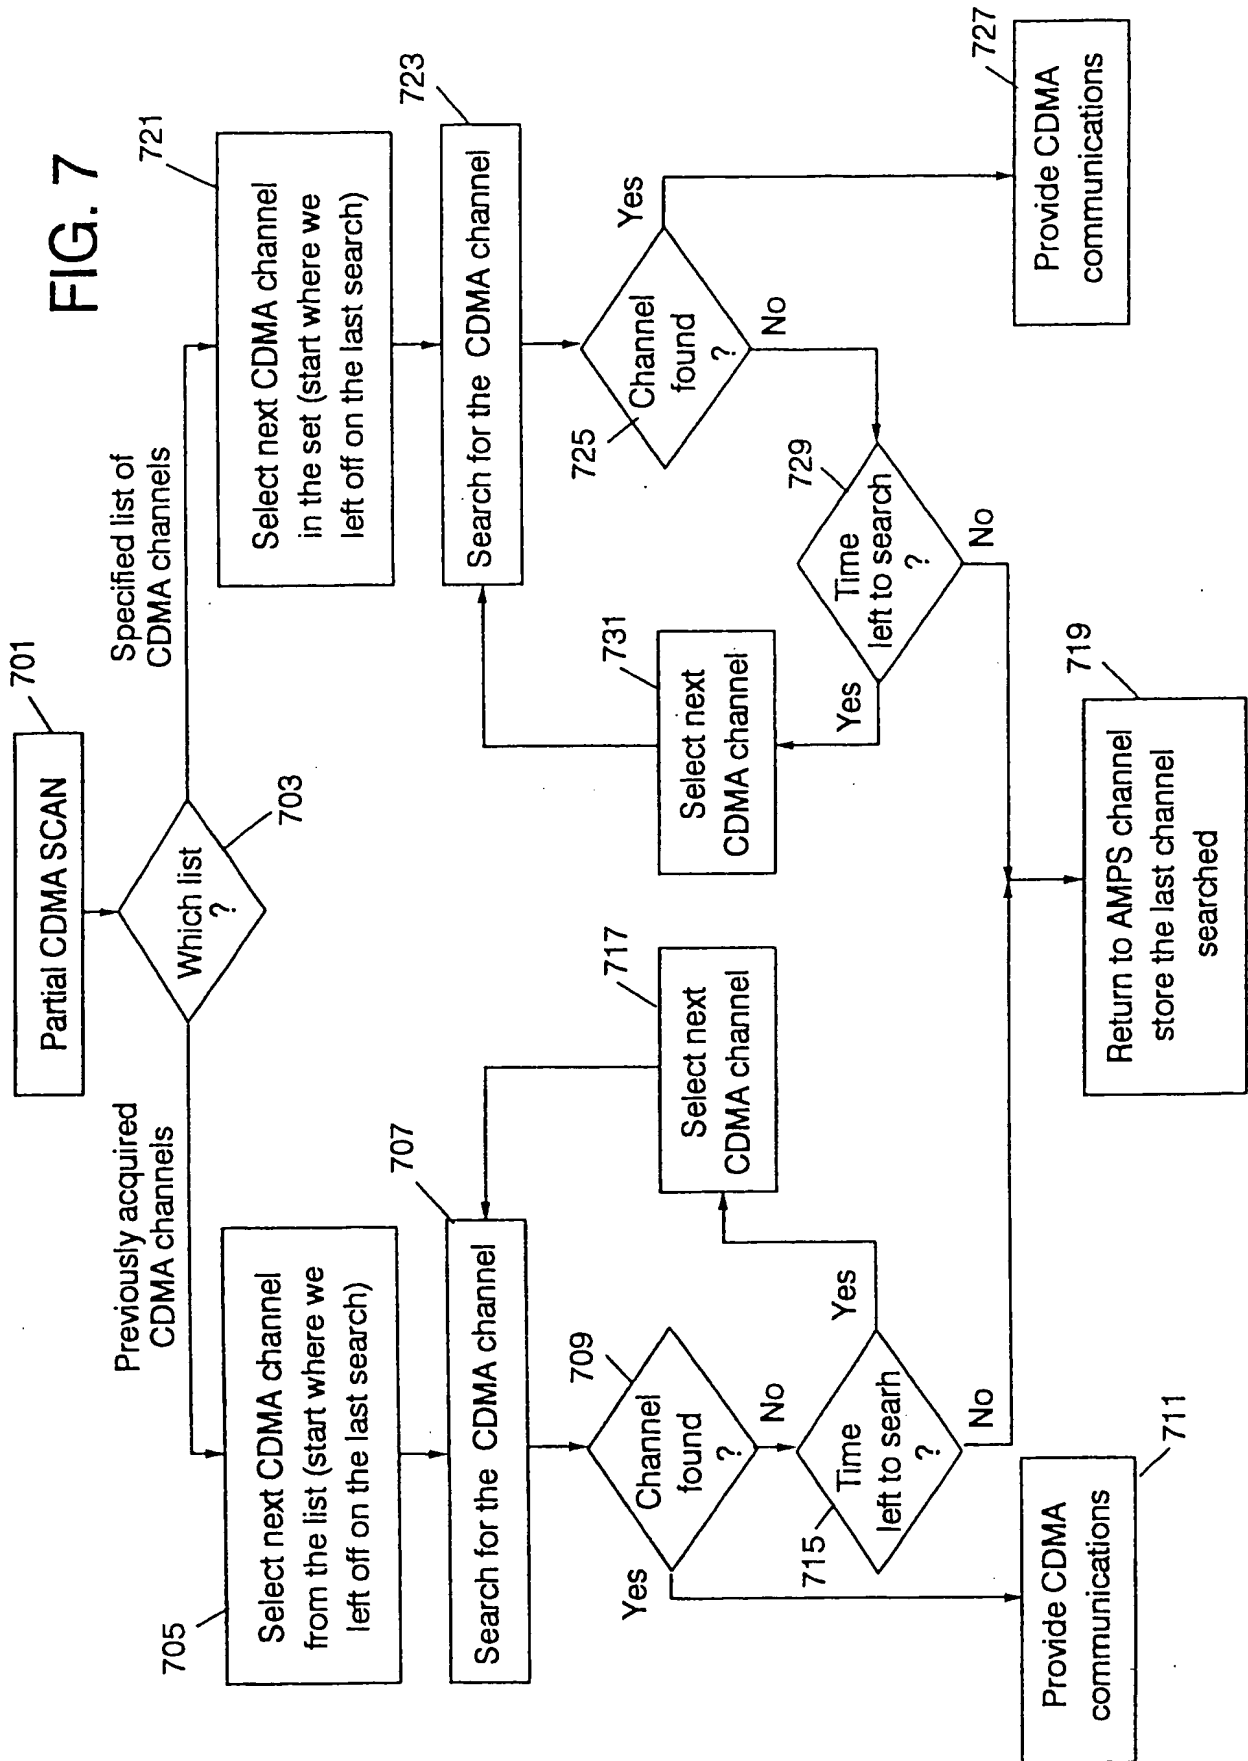 FIG. 7
701
Partial CDMA SCAN
Which list
?
703
Previously acquired
CDMA channels
Specified list of
CDMA channels
705
Select next CDMA channel
from the list (start where we
left off on the last search)
707
Search for the CDMA channel
709
Channel
found
?
Yes
No
711
Provide CDMA
communications
715
Time
left to searh
?
Yes
No
717
Select next
CDMA channel
719
Return to AMPS channel
store the last channel
searched
721
Select next CDMA channel
in the set (start where we
left off on the last search)
723
Search for the CDMA channel
725
Channel
found
?
Yes
No
727
Provide CDMA
communications
729
Time
left to search
?
Yes
No
731
Select next
CDMA channel